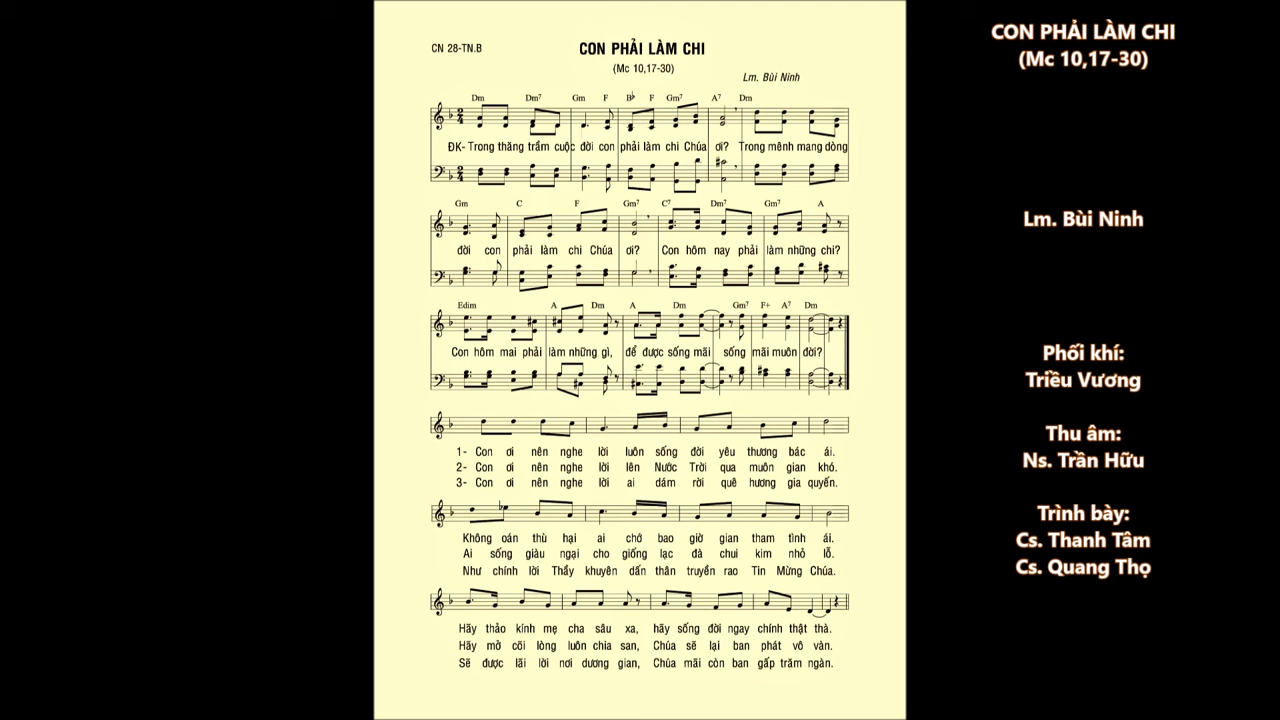 CN 28-TN.B
CON PHẢI LÀM CHI
(Mc 10,17-30)
Lm. Bùi Ninh
Dm Dm7 Gm F Bb F Gm7 A7 Dm
ĐK- Trong thăng trầm cuộc đời con phải làm chi Chúa ơi? Trong mênh mang dòng
Gm C F Gm7 C7 Dm7 Gm7 A
đời con phải làm chi Chúa ơi? Con hôm nay phải làm những chi?
Edim A Dm A Dm Gm7 F+ A7 Dm
Con hôm mai phải làm những gì, để được sống mãi sống mãi muôn đời?
1- Con ơi nên nghe lời luôn sống đời yêu thương bác ái.
2- Con ơi nên nghe lời lên Nước Trời qua muôn gian khó.
3- Con ơi nên nghe lời ai dám rời quê hương gia quyến.
Không oán thù hại ai chớ bao giờ gian tham tình ái.
Ai sống giàu ngại cho giống lạc đà chui kim nhỏ lỗ.
Như chính lời Thầy khuyên dấn thân truyền rao Tin Mừng Chúa.
Hãy thảo kính mẹ cha sâu xa, hãy sống đời ngay chính thật thà.
Hãy mở cõi lòng luôn chia san, Chúa sẽ lại ban phát vô vàn.
Sẽ được lãi lời nơi dương gian, Chúa mãi còn ban gấp trăm ngàn.
CON PHẢI LÀM CHI
(Mc 10,17-30)
Lm. Bùi Ninh
Phối khí:
Triều Vương
Thu âm:
Ns. Trần Hữu
Trình bày:
Cs. Thanh Tâm
Cs. Quang Thọ